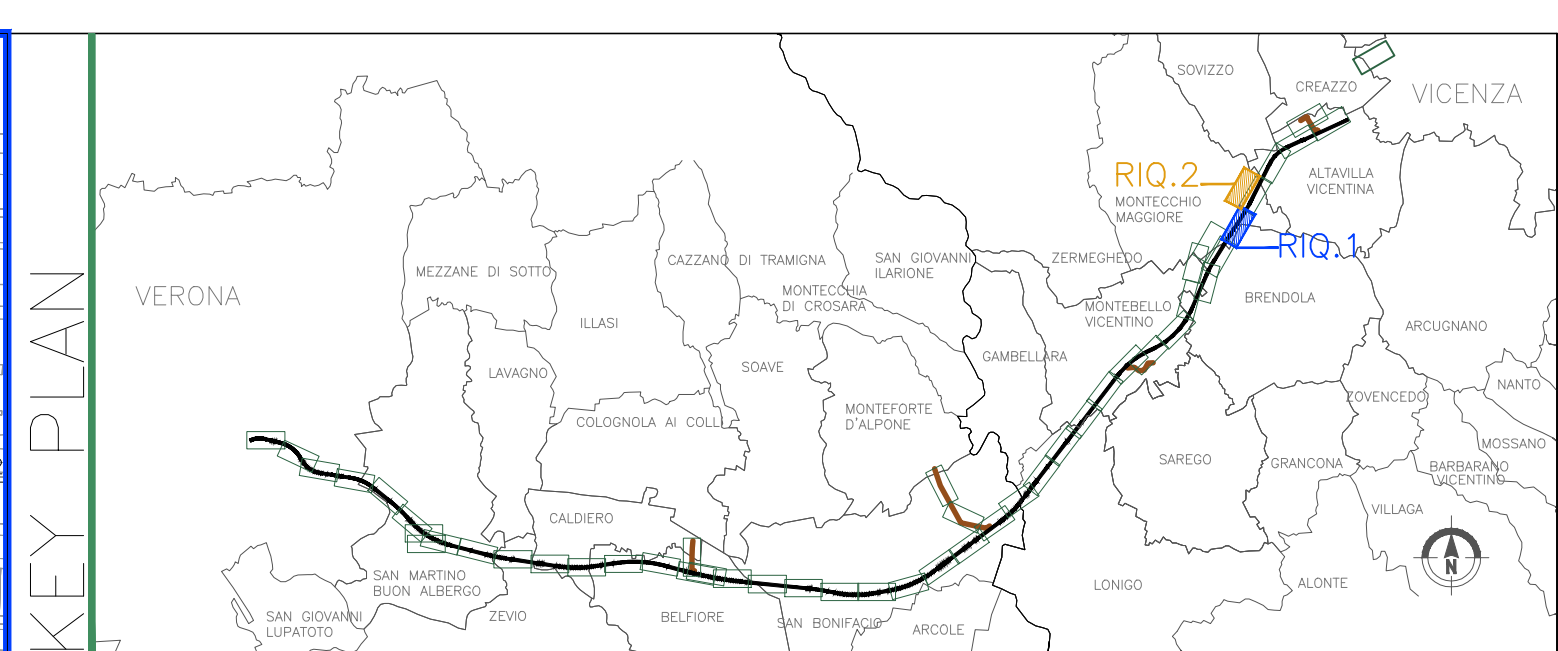 KEY PLAN
SOVIZZO
CREAZZO
VICENZA
RIQ.2
ALTAVILLA
VICENTINA
MONTECCHIO
MAGGIORE
RIQ.1
MEZZANE DI SOTTO
CAZZANO DI TRAMIGNA
SAN GIOVANNI
ILARIONE
ZERMEGHEDO
VERONA
MONTECCHIA
DI CROSARA
MONTEBELLO
VICENTINO
BRENDOLA
ILLASI
ARCUGNANO
GAMBELLARA
LAVAGNO
SOAVE
NANTO
ZOVENCEDO
MONTEFORTE
D'ALPONE
COLOGNOLA AI COLLI
MOSSANO
SAREGO
GRANCONA
BARBARANO
VICENTINO
VILLAGA
CALDIERO
N
SAN MARTINO
BUON ALBERGO
LONIGO
ALONTE
SAN GIOVANNI
LUPATOTO
ZEVIO
BELFIORE
SAN BONIFACIO
ARCOLE